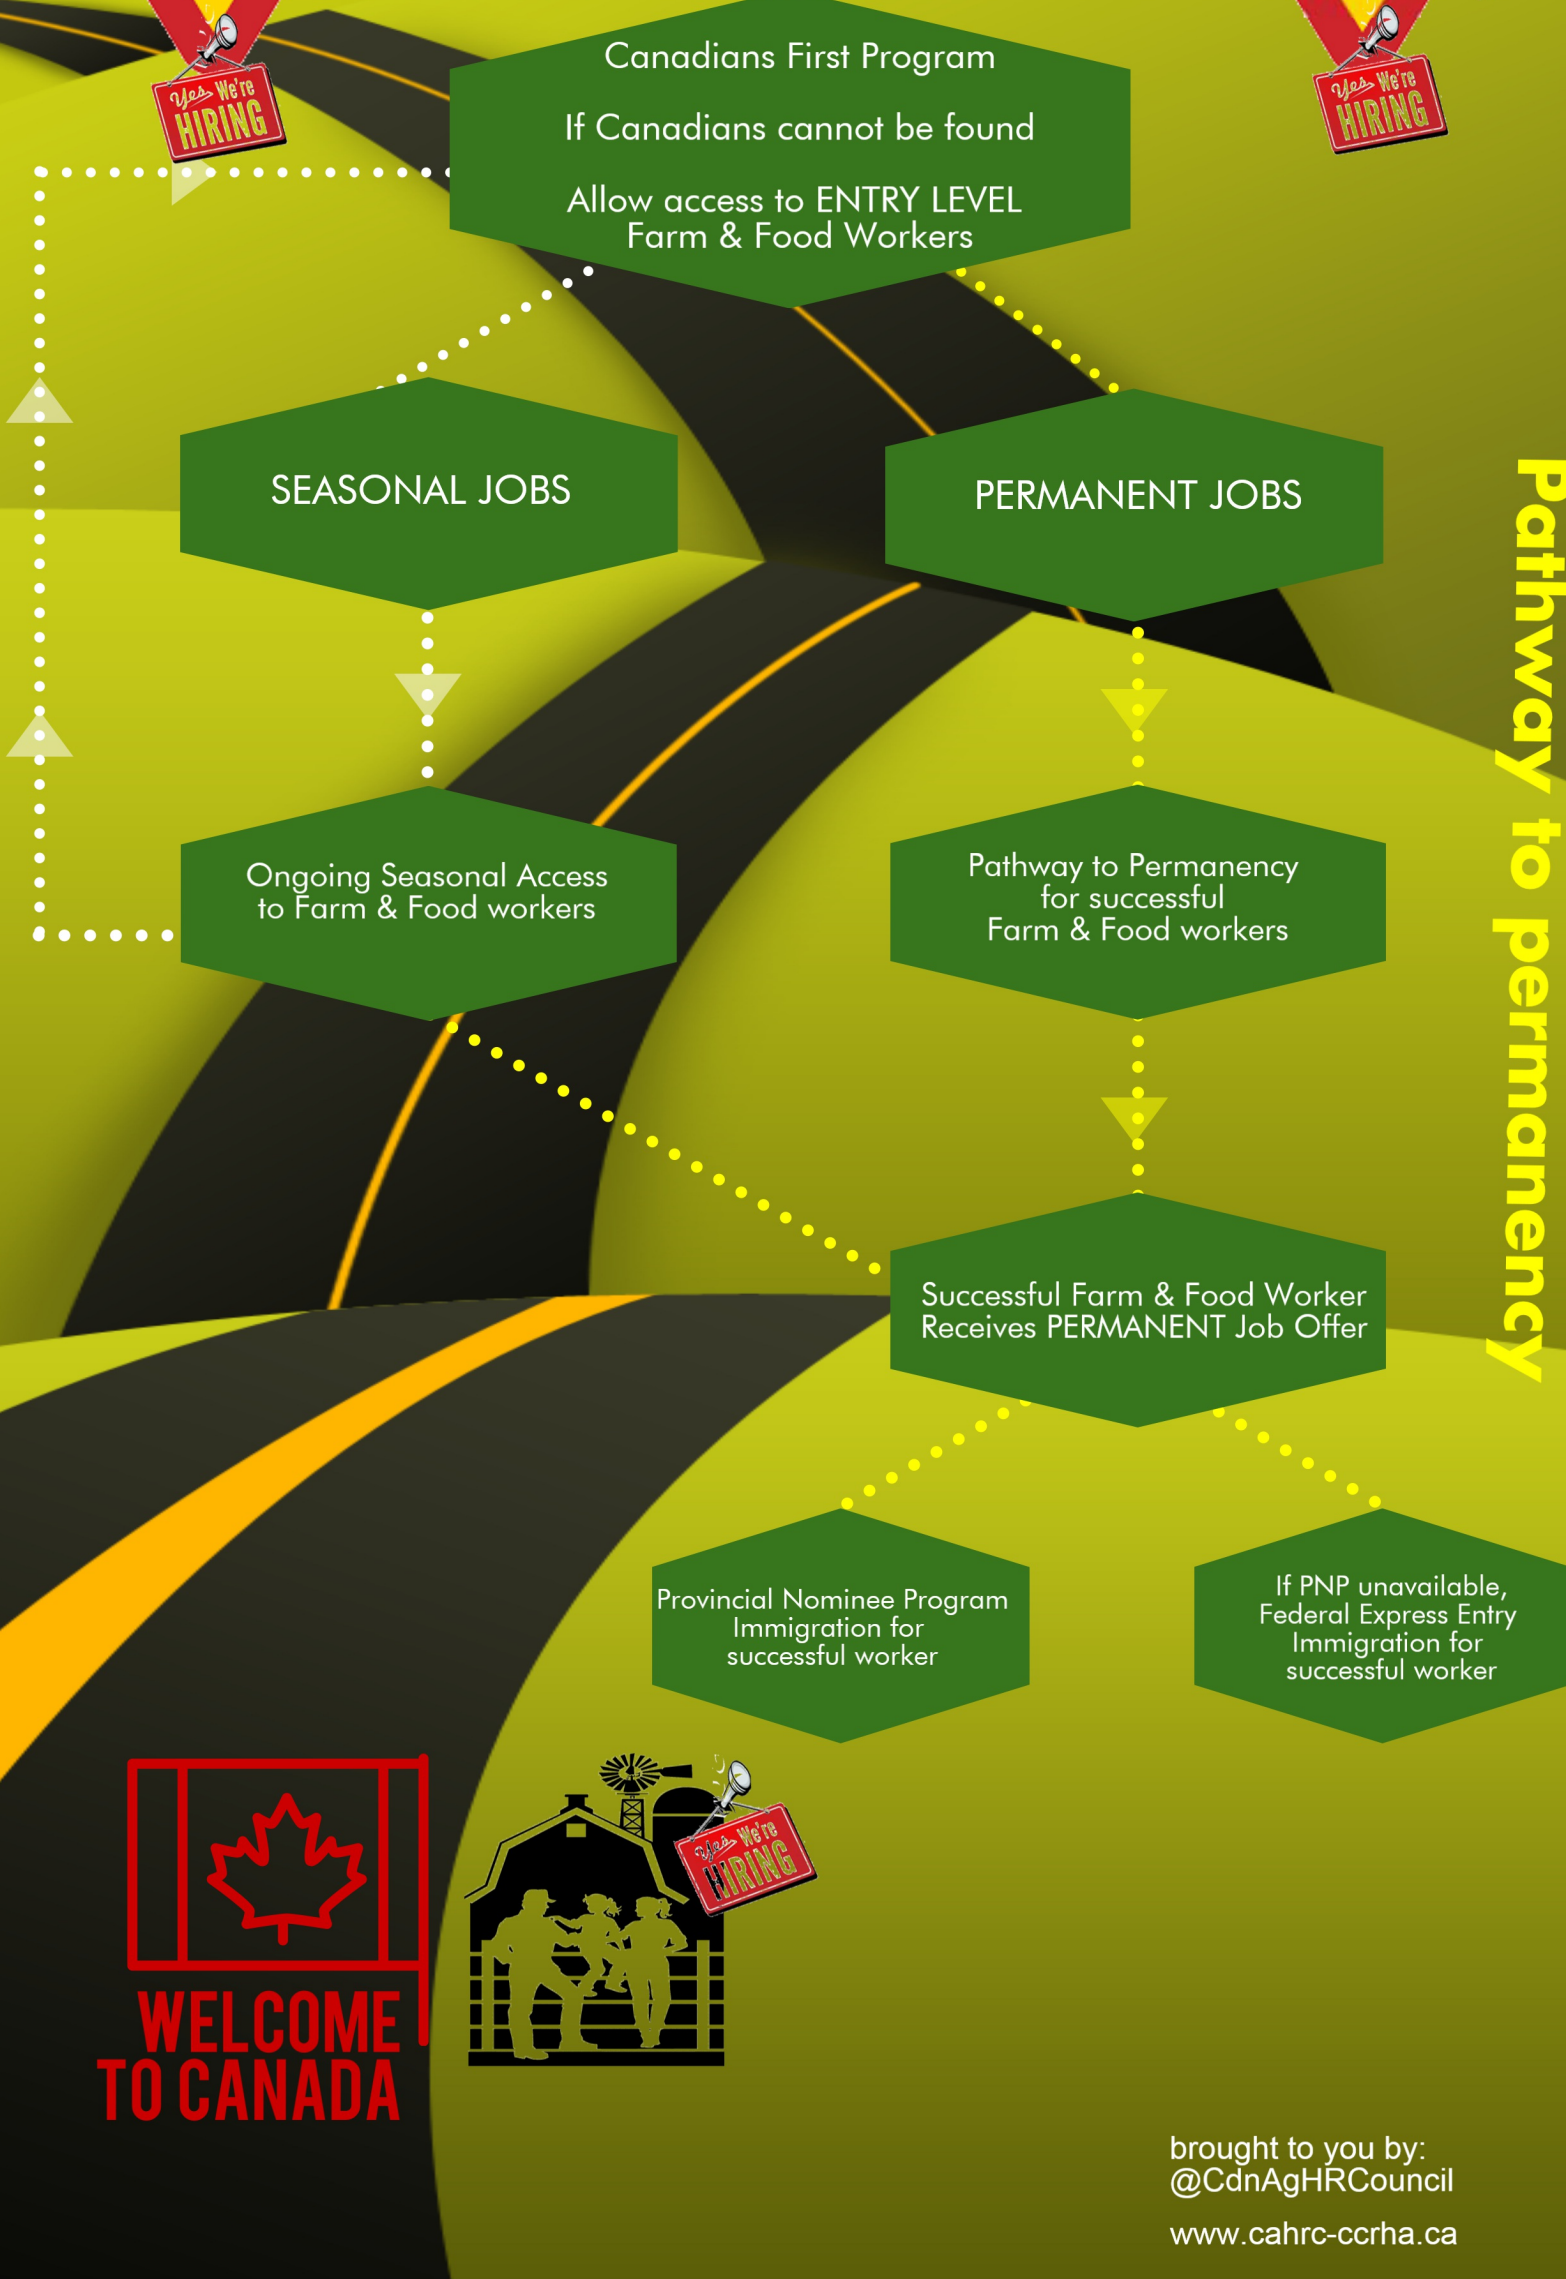 Yes We're
HIRING
Yes We're
HIRING
Canadians First Program
If Canadians cannot be found
Allow access to ENTRY LEVEL
Farm & Food Workers
SEASONAL JOBS
PERMANENT JOBS
Pathway to permanency
Ongoing Seasonal Access
to Farm & Food workers
Pathway to Permanency
for successful
Farm & Food workers
Successful Farm & Food Worker
Receives PERMANENT Job Offer
Provincial Nominee Program
Immigration for
successful worker
If PNP unavailable,
Federal Express Entry
Immigration for
successful worker
Yes We're
HIRING
WELCOME
TO CANADA
brought to you by:
@CdnAgHRCouncil
www.cahrc-ccrha.ca